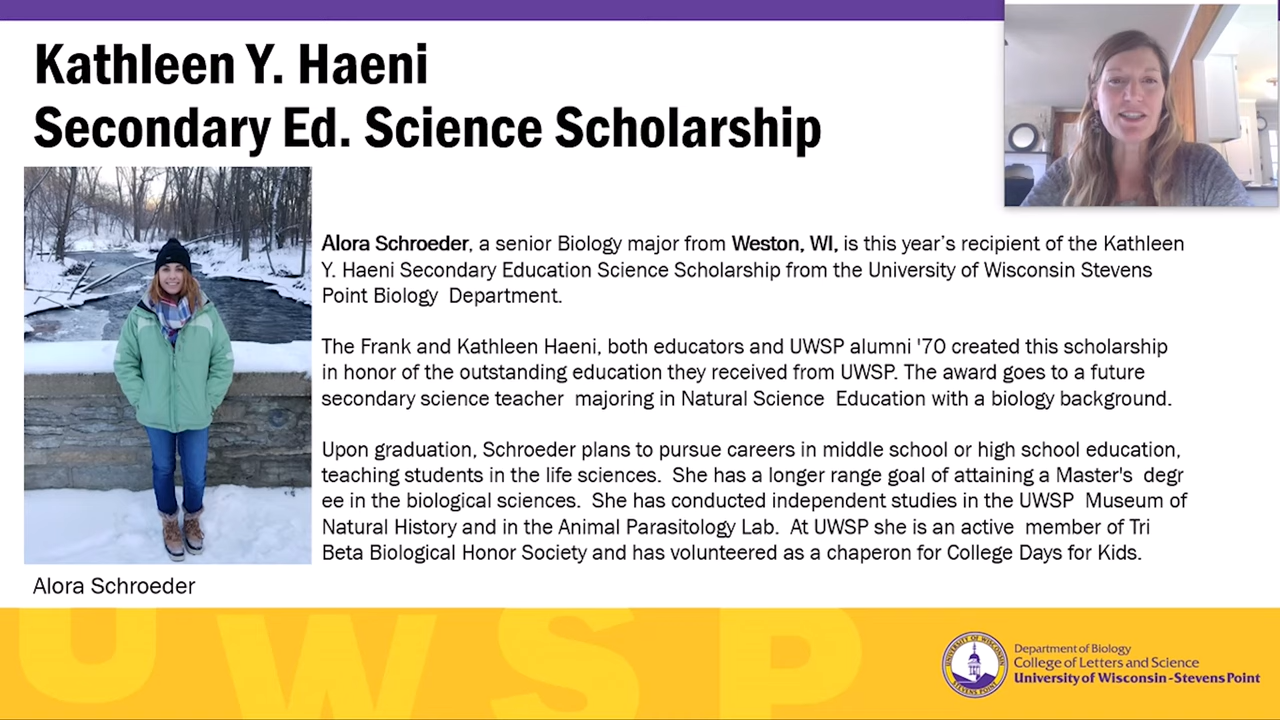 Kathleen Y. Haeni
Secondary Ed. Science Scholarship
Alora Schroeder, a senior Biology major from Weston, WI, is this year's recipient of the Kathleen
Y. Haeni Secondary Education Science Scholarship from the University of Wisconsin Stevens
Point Biology Department.
The Frank and Kathleen Haeni, both educators and UWSP alumni '70 created this scholarship
in honor of the outstanding education they received from UWSP. The award goes to a future
secondary science teacher majoring in Natural Science Education with a biology background.
Upon graduation, Schroeder plans to pursue careers in middle school or high school education,
teaching students in the life sciences. She has a longer range goal of attaining a Master's degr
ee in the biological sciences. She has conducted independent studies in the UWSP Museum of
Natural History and in the Animal Parasitology Lab. At UWSP she is an active member of Tri
Beta Biological Honor Society and has volunteered as a chaperon for College Days for Kids.
Alora Schroeder
UWSP
UNIVERSITY OF WISCONSIN
STEVENS POINT
Department of Biology
College of Letters and Science
University of Wisconsin-Stevens Point